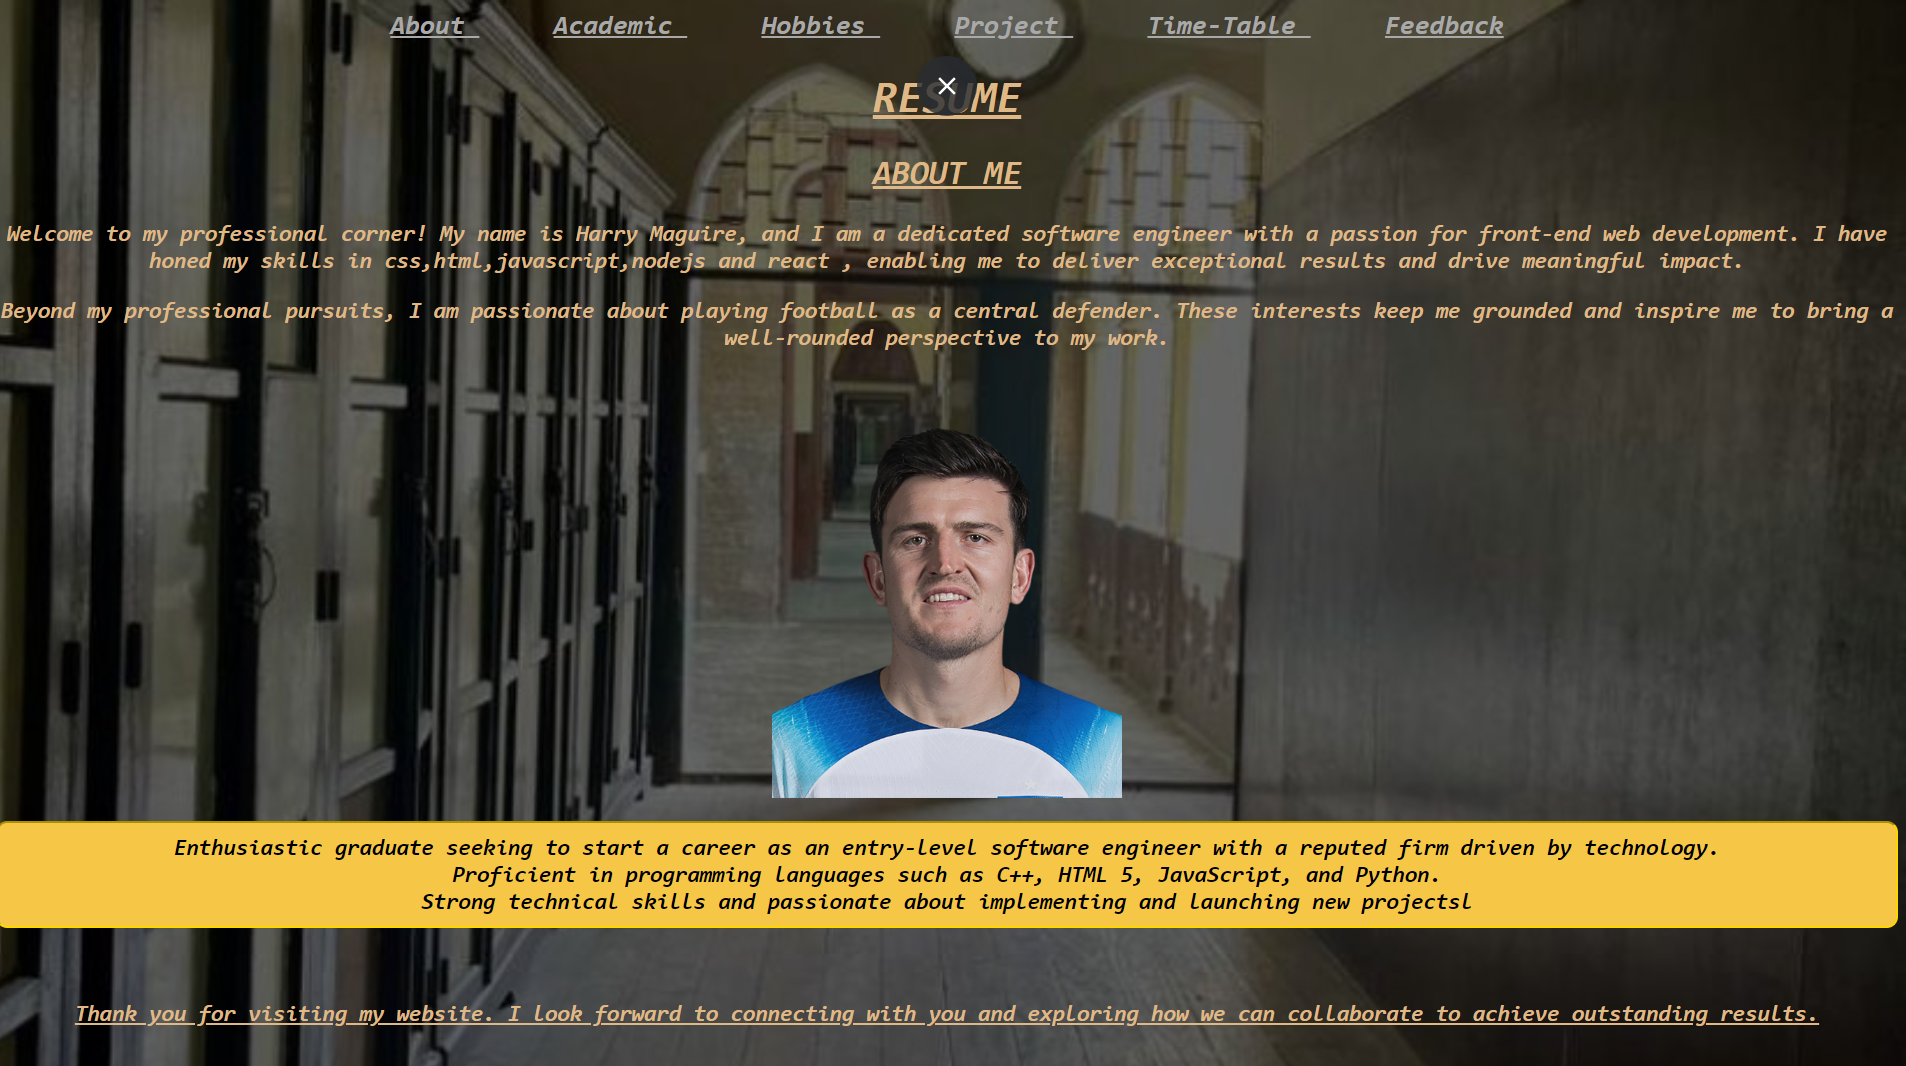 About Academic Hobbies Project Time-Table Feedback
RESUME
ABOUT ME
Welcome to my professional corner! My name is Harry Maguire, and I am a dedicated software engineer with a passion for front-end web development. I have
honed my skills in css,html,javascript,nodejs and react , enabling me to deliver exceptional results and drive meaningful impact.
Beyond my professional pursuits, I am passionate about playing football as a central defender. These interests keep me grounded and inspire me to bring a
well-rounded perspective to my work.
Enthusiastic graduate seeking to start a career as an entry-level software engineer with a reputed firm driven by technology.
Proficient in programming languages such as C++, HTML 5, JavaScript, and Python.
Strong technical skills and passionate about implementing and launching new projectsl
Thank you for visiting my website. I look forward to connecting with you and exploring how we can collaborate to achieve outstanding results.